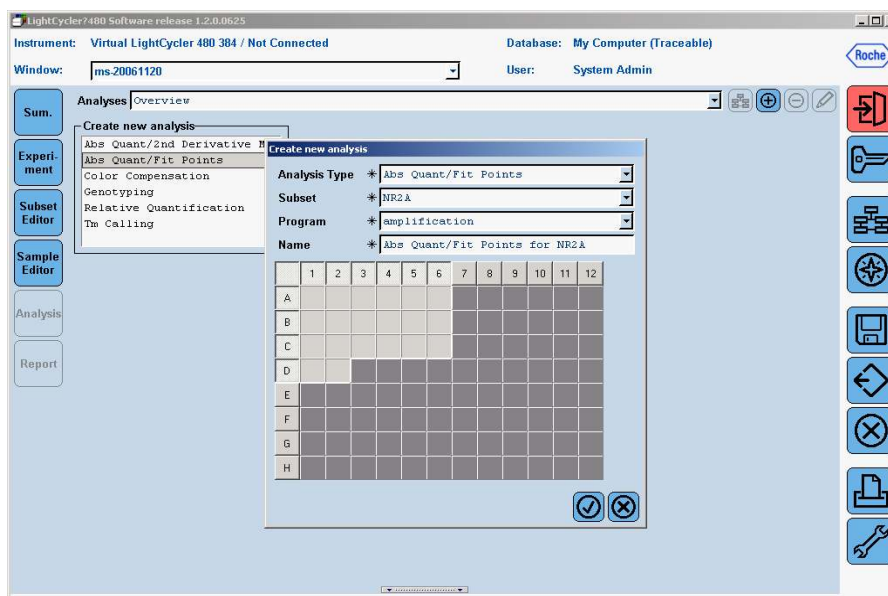 LightCycler?480 Software release 1.2.0.0625
Instrument: Virtual LightCycler 480 384 / Not Connected Database: My Computer (Traceable)
Window: ms-20061120 User: System Admin
Roche
Analyses Overview
Sum.
Experi-
ment
Subset
Editor
Sample
Editor
Analysis
Report
Create new analysis
Abs Quant/2nd Derivative M
Abs Quant/Fit Points
Color Compensation
Genotyping
Relative Quantification
Tm Calling
Create new analysis
Analysis Type * Abs Quant/Fit Points
Subset * NR2A
Program * amplification
Name * Abs Quant/Fit Points for NR2A
1 2 3 4 5 6 7 8 9 10 11 12
A
B
C
D
E
F
G
H